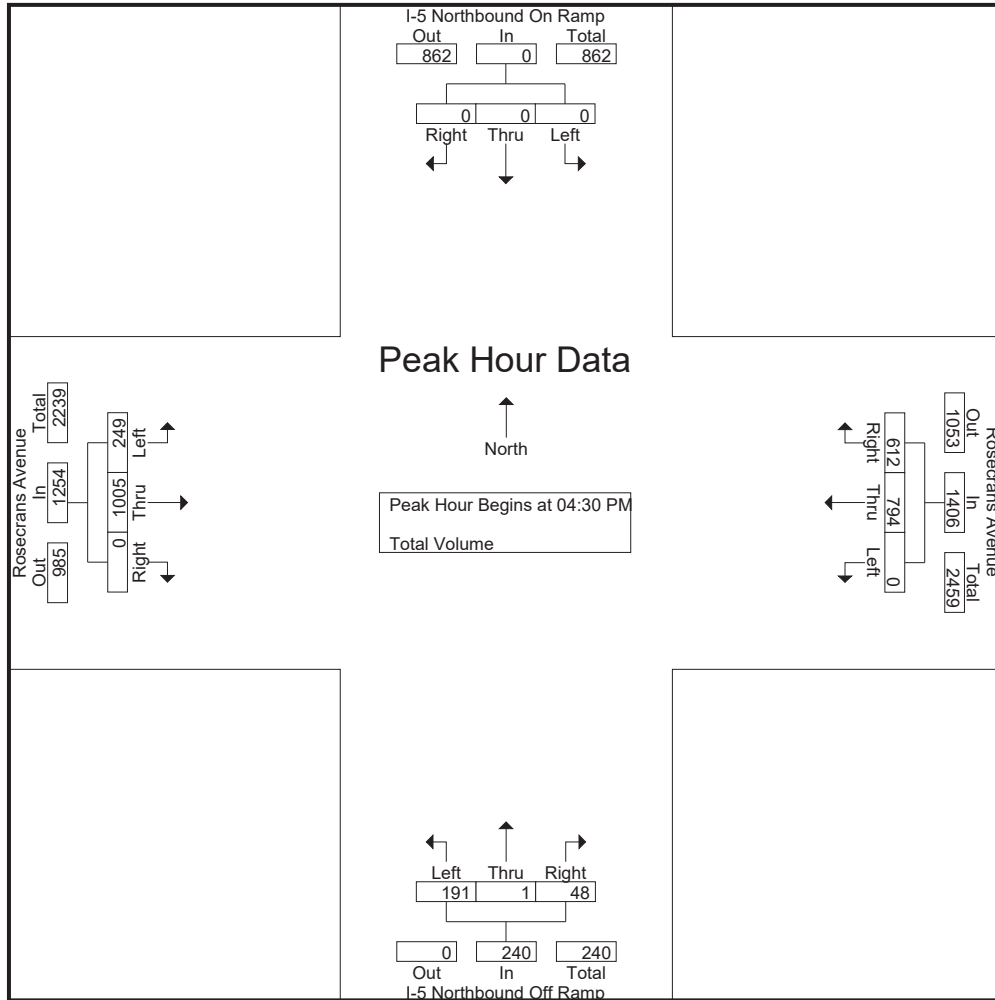 I-5 Northbound On Ramp
Out In Total
862 0 862
0 0 0
Right Thru Left
Peak Hour Data
North
Peak Hour Begins at 04:30 PM
Total Volume
Rosecrans Avenue
Out In Total
985 1254 2239
Right Thru Left
0 1005 249
Rosecrans Avenue
Out In Total
1053 1406 2459
Right Thru Left
612 794 0
Left Thru Right
191 1 48
0 240 240
Out In Total
I-5 Northbound Off Ramp